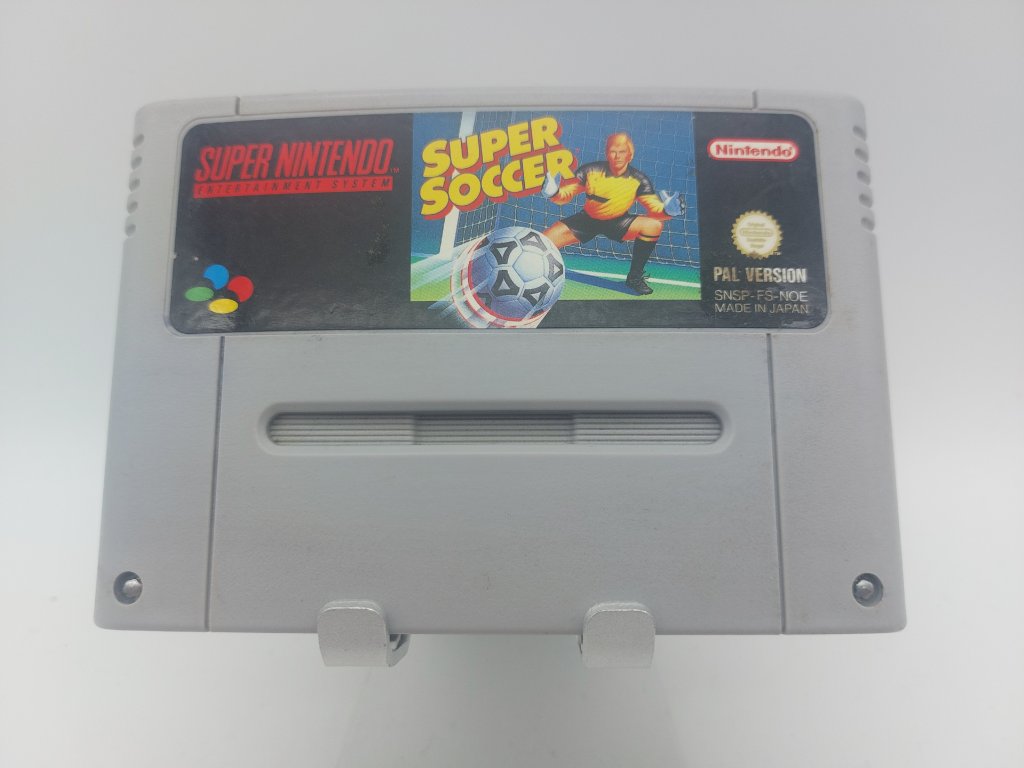 SUPER NINTENDO
ENTERTAINMENT SYSTEM
SUPER
SOCCER
Nintendo
PAL VERSION
SNSP-FS-NOE
MADE IN JAPAN